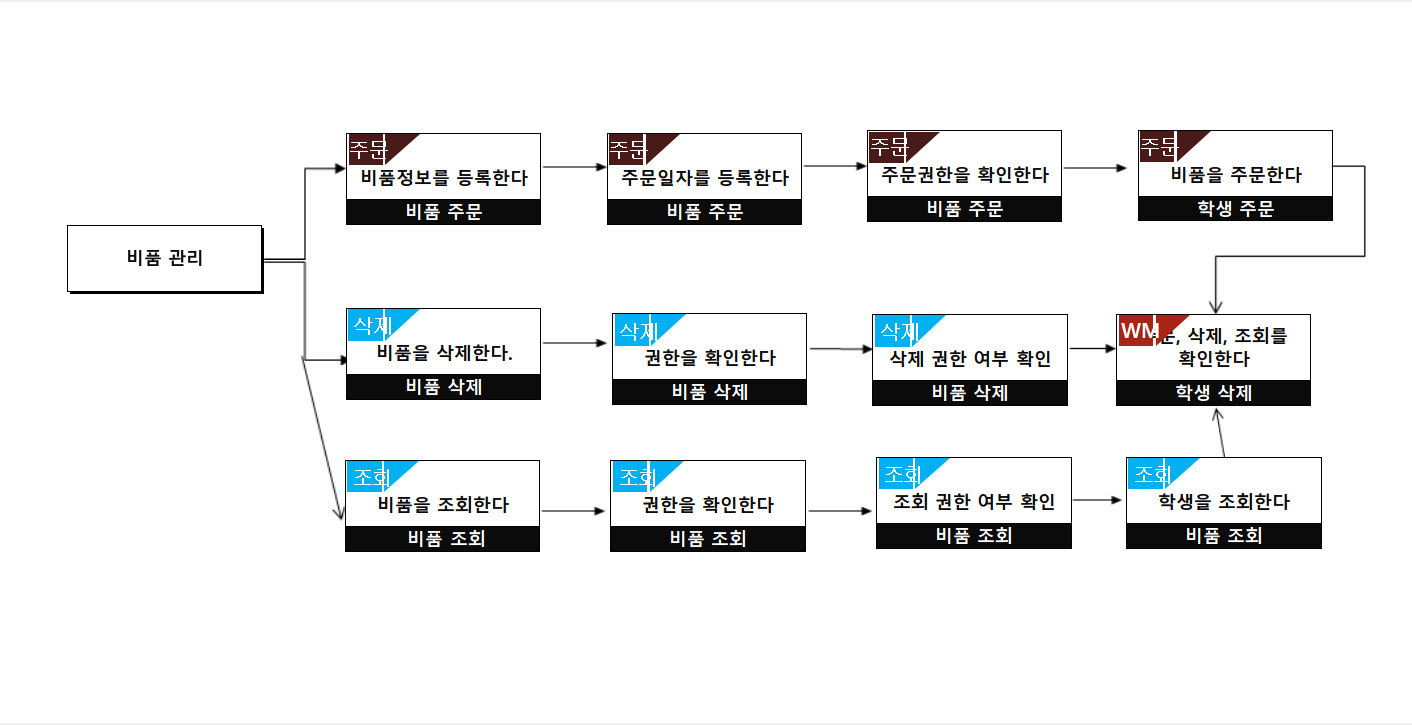 주문
비품정보를 등록한다
비품 주문
주문
주문일자를 등록한다
비품 주문
주문
주문권한을 확인한다
비품 주문
주문
비품을 주문한다
학생 주문
비품 관리
삭제
비품을 삭제한다.
비품 삭제
삭제
권한을 확인한다
비품 삭제
삭제
삭제 권한 여부 확인
비품 삭제
WM
삭제, 조회를
확인한다
학생 삭제
조회
비품을 조회한다
비품 조회
조회
권한을 확인한다
비품 조회
조회
조회 권한 여부 확인
비품 조회
조회
학생을 조회한다
비품 조회